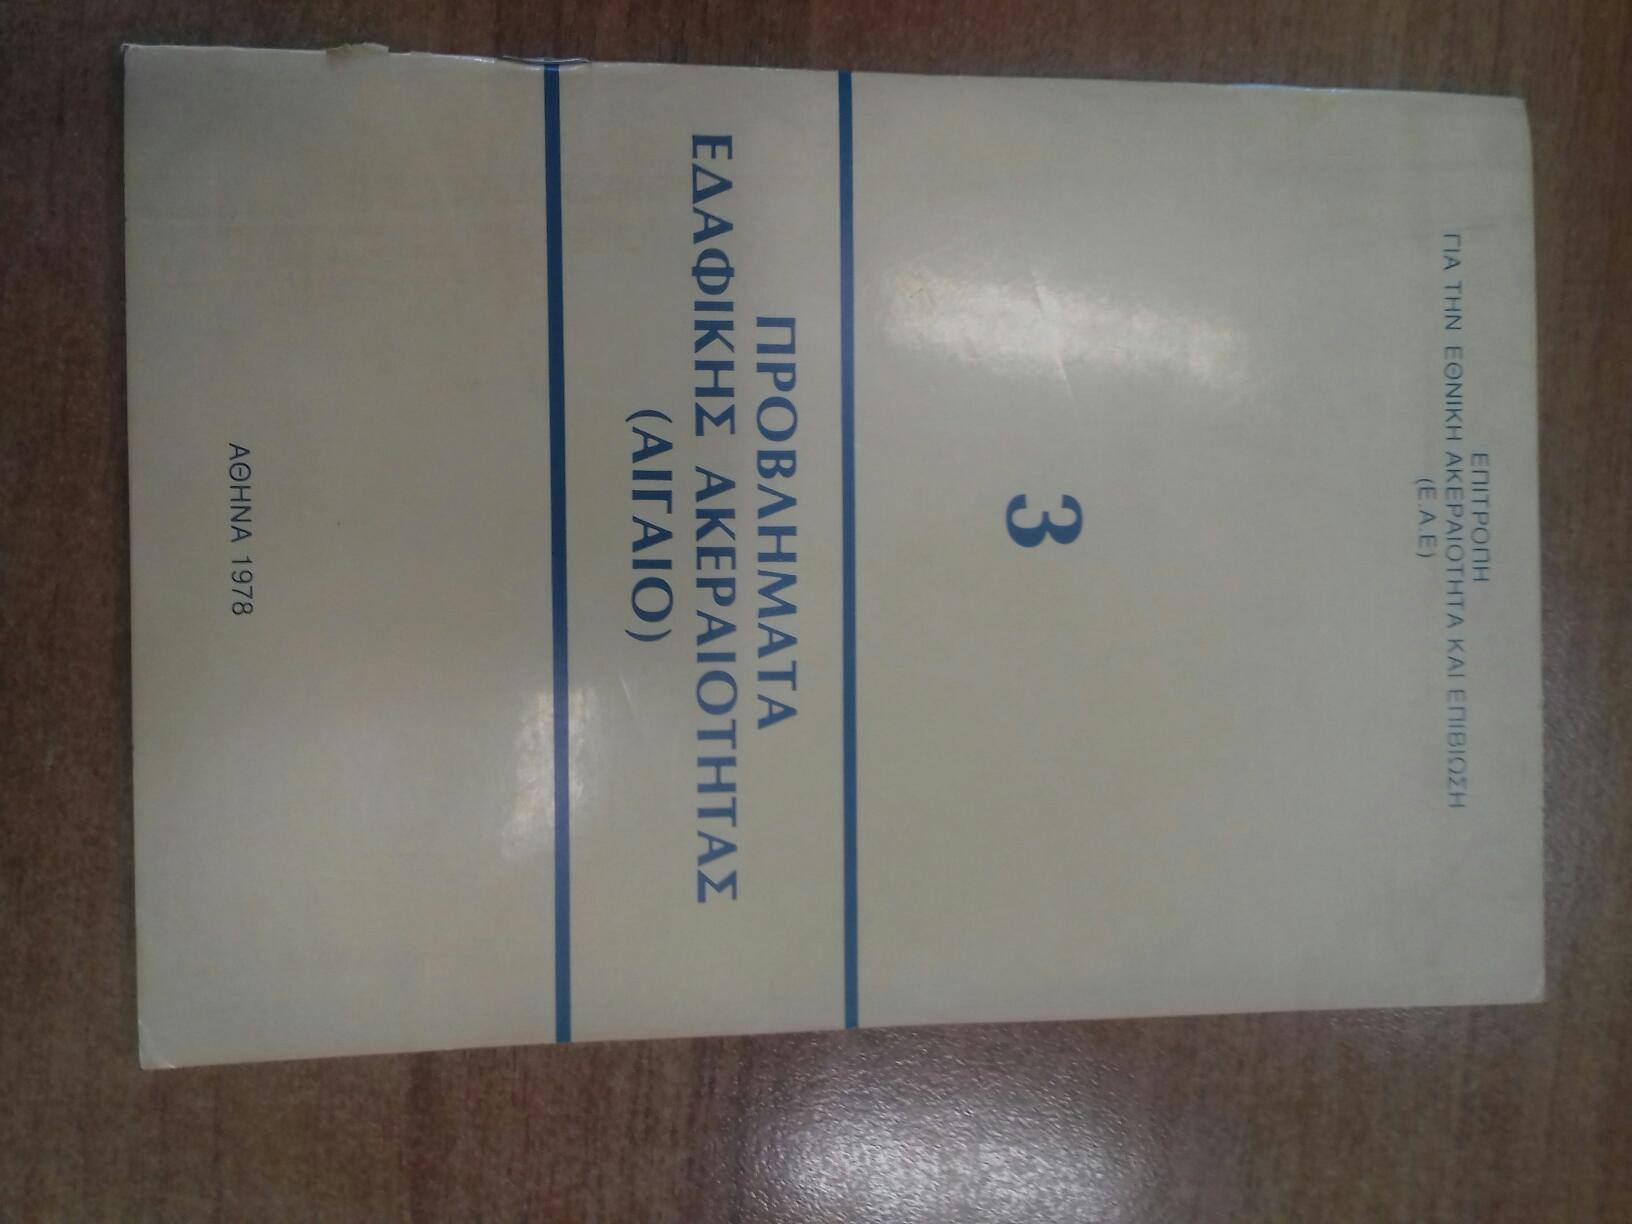 ΕΠΙΤΡΟΠΗ
ΓΙΑ ΤΗΝ ΕΘΝΙΚΗ ΑΚΕΡΑΙΟΤΗΤΑ ΚΑΙ ΕΠΙΒΙΩΣΗ
(Ε.Α.Ε)
3
ΠΡΟΒΛΗΜΑΤΑ
ΕΔΑΦΙΚΗΣ ΑΚΕΡΑΙΟΤΗΤΑΣ
(ΑΙΓΑΙΟ)
ΑΘΗΝΑ 1978